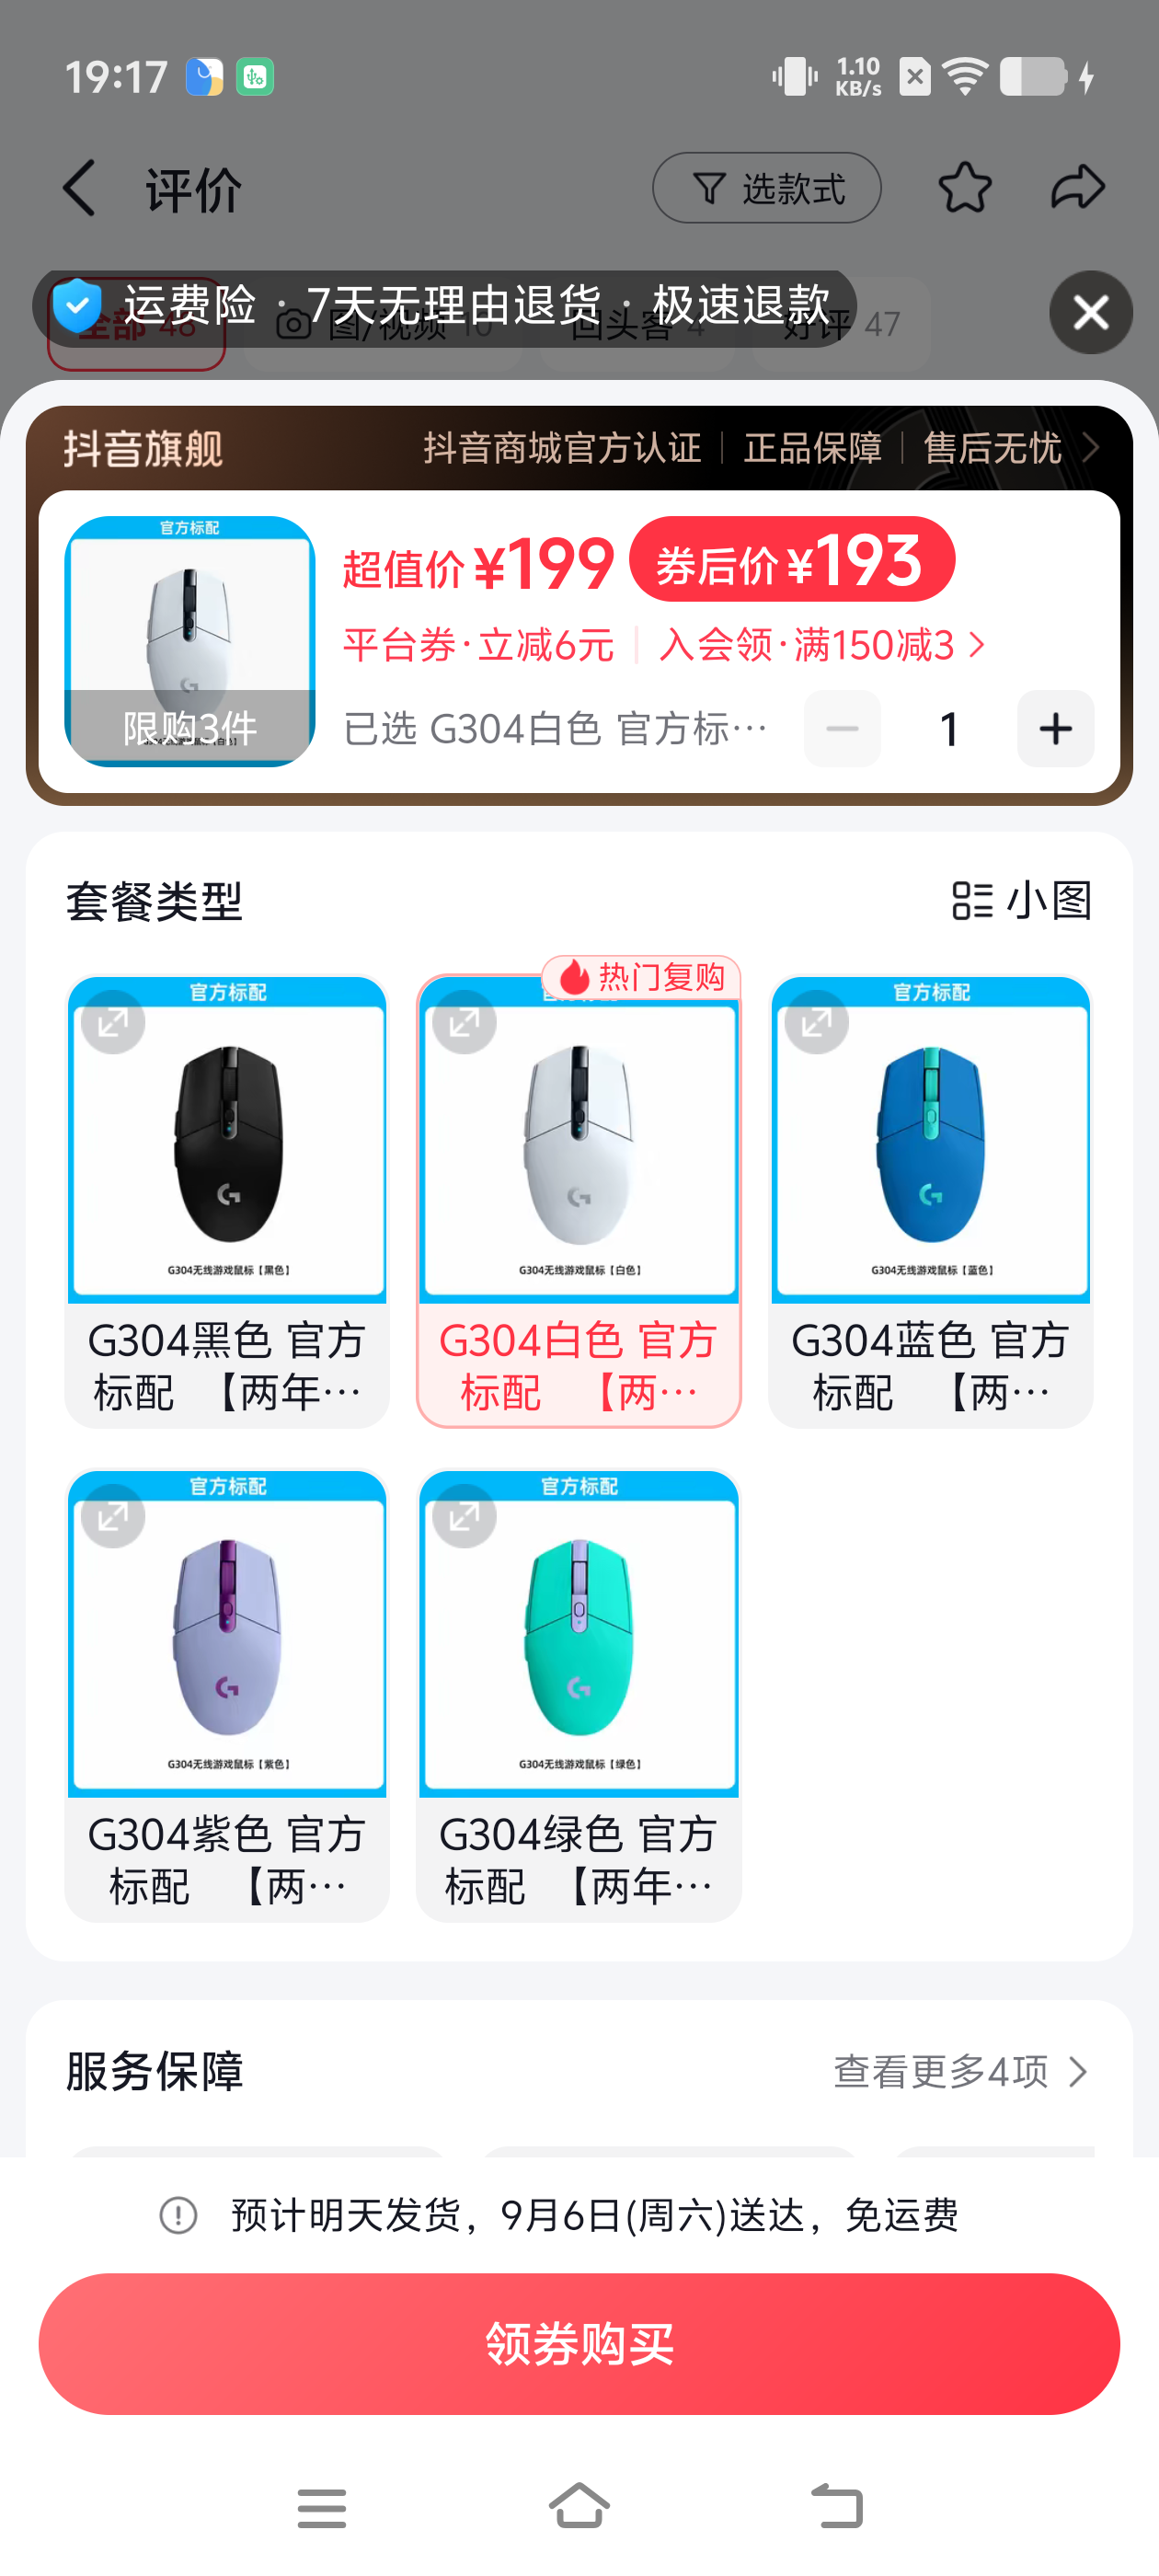 19:17
1.10
KB/s
评价
选款式
运费险 · 7天无理由退货 · 极速退款
全部 48
图/视频 10
回头客 4
好评 47
抖音旗舰
抖音商城官方认证 | 正品保障 | 售后无忧
官方标配
限购3件
超值价¥199
券后价¥193
平台券·立减6元 | 入会领·满150减3
已选 G304白色 官方标…
1
套餐类型
小图
官方标配
G304无线游戏鼠标【黑色】
G304黑色 官方
标配 【两年…
热门复购
G304无线游戏鼠标【白色】
G304白色 官方
标配 【两…
官方标配
G304无线游戏鼠标【蓝色】
G304蓝色 官方
标配 【两…
官方标配
G304无线游戏鼠标【紫色】
G304紫色 官方
标配 【两…
官方标配
G304无线游戏鼠标【绿色】
G304绿色 官方
标配 【两年…
服务保障
查看更多4项
预计明天发货，9月6日(周六)送达，免运费
领券购买